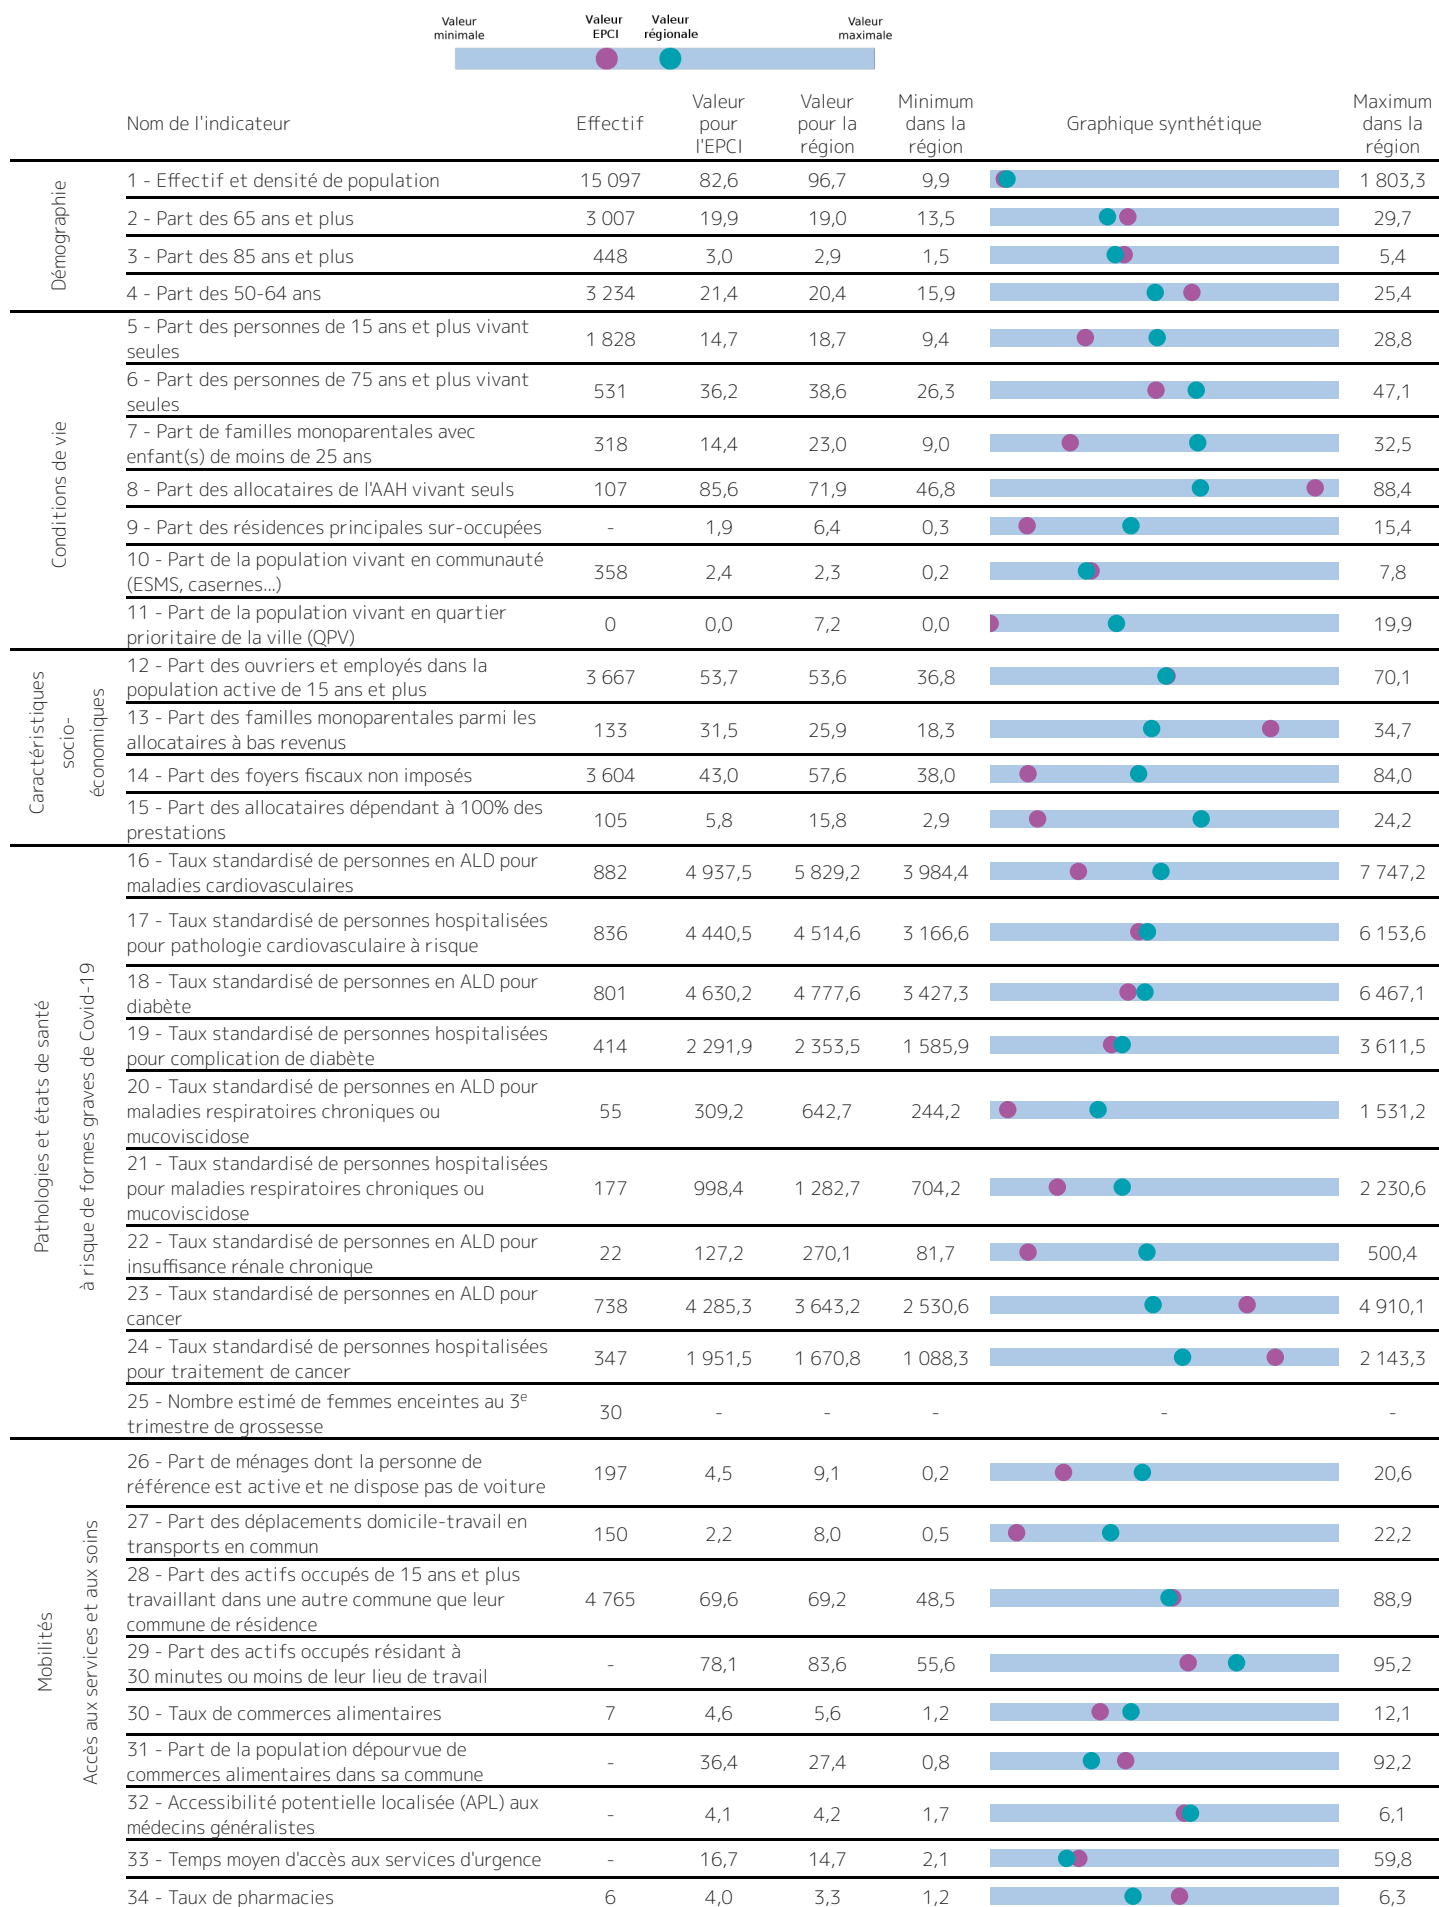 Valeur
minimale
Valeur
EPCI
Valeur
régionale
Valeur
maximale
Nom de l'indicateur
Effectif
Valeur
pour
l'EPCI
Valeur
pour la
région
Minimum
dans la
région
Graphique synthétique
Maximum
dans la
région
Démographie
1 - Effectif et densité de population 15 097 82,6 96,7 9,9 1 803,3
2 - Part des 65 ans et plus 3 007 19,9 19,0 13,5 29,7
3 - Part des 85 ans et plus 448 3,0 2,9 1,5 5,4
4 - Part des 50-64 ans 3 234 21,4 20,4 15,9 25,4
Conditions de vie
5 - Part des personnes de 15 ans et plus vivant
seules 1 828 14,7 18,7 9,4 28,8
6 - Part des personnes de 75 ans et plus vivant
seules 531 36,2 38,6 26,3 47,1
7 - Part de familles monoparentales avec
enfant(s) de moins de 25 ans 318 14,4 23,0 9,0 32,5
8 - Part des allocataires de l'AAH vivant seuls 107 85,6 71,9 46,8 88,4
9 - Part des résidences principales sur-occupées - 1,9 6,4 0,3 15,4
10 - Part de la population vivant en communauté
(ESMS, casernes...) 358 2,4 2,3 0,2 7,8
11 - Part de la population vivant en quartier
prioritaire de la ville (QPV) 0 0,0 7,2 0,0 19,9
Caractéristiques
socio-
économiques
12 - Part des ouvriers et employés dans la
population active de 15 ans et plus 3 667 53,7 53,6 36,8 70,1
13 - Part des familles monoparentales parmi les
allocataires à bas revenus 133 31,5 25,9 18,3 34,7
14 - Part des foyers fiscaux non imposés 3 604 43,0 57,6 38,0 84,0
15 - Part des allocataires dépendant à 100% des
prestations 105 5,8 15,8 2,9 24,2
Pathologies et états de santé
à risque de formes graves de Covid-19
16 - Taux standardisé de personnes en ALD pour
maladies cardiovasculaires 882 4 937,5 5 829,2 3 984,4 7 747,2
17 - Taux standardisé de personnes hospitalisées
pour pathologie cardiovasculaire à risque 836 4 440,5 4 514,6 3 166,6 6 153,6
18 - Taux standardisé de personnes en ALD pour
diabète 801 4 630,2 4 777,6 3 427,3 6 467,1
19 - Taux standardisé de personnes hospitalisées
pour complication de diabète 414 2 291,9 2 353,5 1 585,9 3 611,5
20 - Taux standardisé de personnes en ALD pour
maladies respiratoires chroniques ou
mucoviscidose 55 309,2 642,7 244,2 1 531,2
21 - Taux standardisé de personnes hospitalisées
pour maladies respiratoires chroniques ou
mucoviscidose 177 998,4 1 282,7 704,2 2 230,6
22 - Taux standardisé de personnes en ALD pour
insuffisance rénale chronique 22 127,2 270,1 81,7 500,4
23 - Taux standardisé de personnes en ALD pour
cancer 738 4 285,3 3 643,2 2 530,6 4 910,1
24 - Taux standardisé de personnes hospitalisées
pour traitement de cancer 347 1 951,5 1 670,8 1 088,3 2 143,3
25 - Nombre estimé de femmes enceintes au 3e
trimestre de grossesse 30 - - - - -
Mobilités
Accès aux services et aux soins
26 - Part de ménages dont la personne de
référence est active et ne dispose pas de voiture 197 4,5 9,1 0,2 20,6
27 - Part des déplacements domicile-travail en
transports en commun 150 2,2 8,0 0,5 22,2
28 - Part des actifs occupés de 15 ans et plus
travaillant dans une autre commune que leur
commune de résidence 4 765 69,6 69,2 48,5 88,9
29 - Part des actifs occupés résidant à
30 minutes ou moins de leur lieu de travail - 78,1 83,6 55,6 95,2
30 - Taux de commerces alimentaires 7 4,6 5,6 1,2 12,1
31 - Part de la population dépourvue de
commerces alimentaires dans sa commune - 36,4 27,4 0,8 92,2
32 - Accessibilité potentielle localisée (APL) aux
médecins généralistes - 4,1 4,2 1,7 6,1
33 - Temps moyen d'accès aux services d'urgence - 16,7 14,7 2,1 59,8
34 - Taux de pharmacies 6 4,0 3,3 1,2 6,3